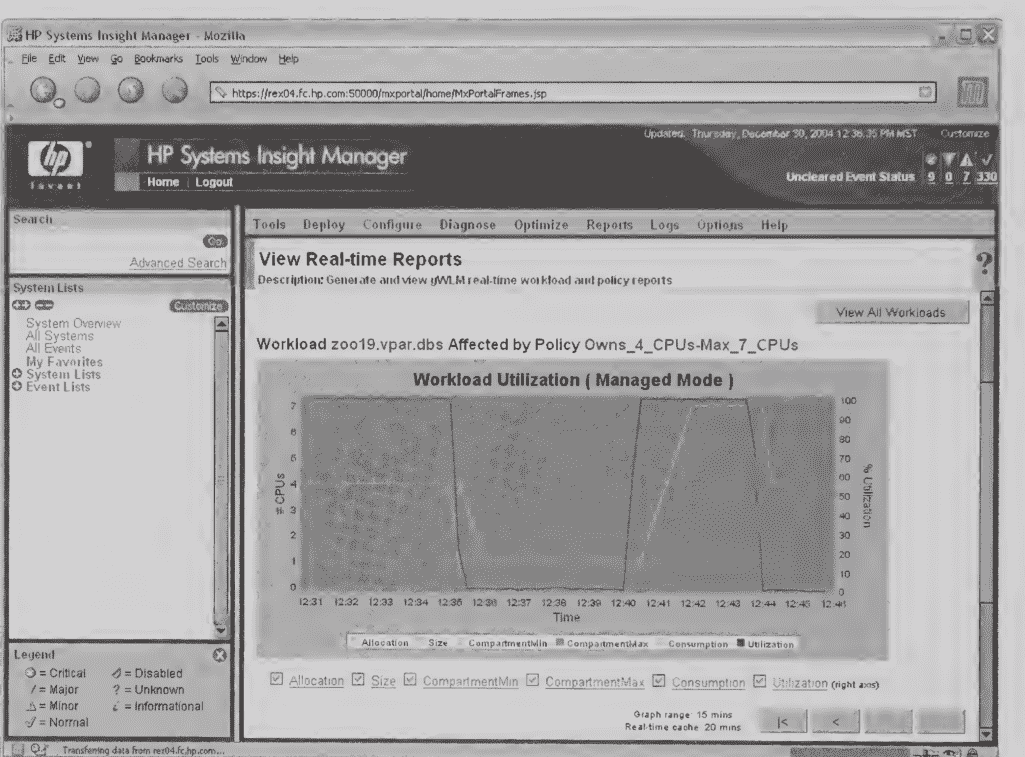 HP Systems Insight Manager - Mozilla
File Edit View Go Bookmarks Tools Window Help
https://rex04.fc.hp.com:50000/mxportal/home/MxPortalFrames.jsp
Updated: Thursday, December 30, 2004 12:36:35 PM MST Customize
hp
invent
HP Systems Insight Manager
Home | Logout
Uncleared Event Status 9 0 7 330
Search
Go
Advanced Search
System Lists
Customize
System Overview
All Systems
All Events
My Favorites
System Lists
Event Lists
Legend
= Critical = Disabled
= Major ? = Unknown
= Minor i = Informational
= Normal
Tools Deploy Configure Diagnose Optimize Reports Logs Options Help
View Real-time Reports
?
Description: Generate and view gWLM real-time workload and policy reports
View All Workloads
Workload zoo19.vpar.dbs Affected by Policy Owns_4_CPUs-Max_7_CPUs
Workload Utilization ( Managed Mode )
7 6 5 4 3 2 1 0
# CPUs
100 90 80 70 60 50 40 30 20 10 0
% Utilization
12:31 12:32 12:33 12:34 12:35 12:36 12:37 12:38 12:39 12:40 12:41 12:42 12:43 12:44 12:45 12:46
Time
Allocation Size CompartmentMin CompartmentMax Consumption Utilization
Allocation Size CompartmentMin CompartmentMax Consumption Utilization (right axis)
Graph range: 15 mins
Real-time cache: 20 mins
|< <
Transferring data from rex04.fc.hp.com...